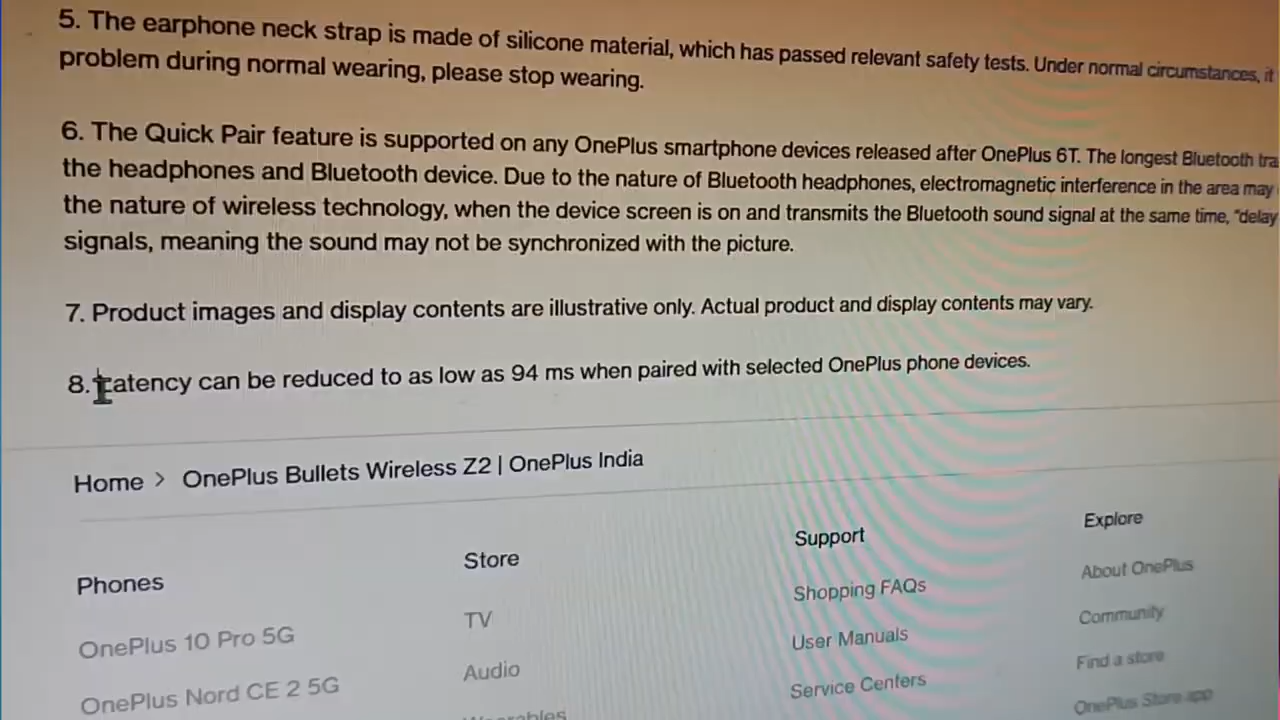 5. The earphone neck strap is made of silicone material, which has passed relevant safety tests. Under normal circumstances, it
problem during normal wearing, please stop wearing.
6. The Quick Pair feature is supported on any OnePlus smartphone devices released after OnePlus 6T. The longest Bluetooth tra
the headphones and Bluetooth device. Due to the nature of Bluetooth headphones, electromagnetic interference in the area may
the nature of wireless technology, when the device screen is on and transmits the Bluetooth sound signal at the same time, "delay
signals, meaning the sound may not be synchronized with the picture.
7. Product images and display contents are illustrative only. Actual product and display contents may vary.
8. Latency can be reduced to as low as 94 ms when paired with selected OnePlus phone devices.
Home > OnePlus Bullets Wireless Z2 | OnePlus India
Phones
OnePlus 10 Pro 5G
OnePlus Nord CE 2 5G
Store
TV
Audio
Wearables
Support
Shopping FAQs
User Manuals
Service Centers
Explore
About OnePlus
Community
Find a store
OnePlus Store app